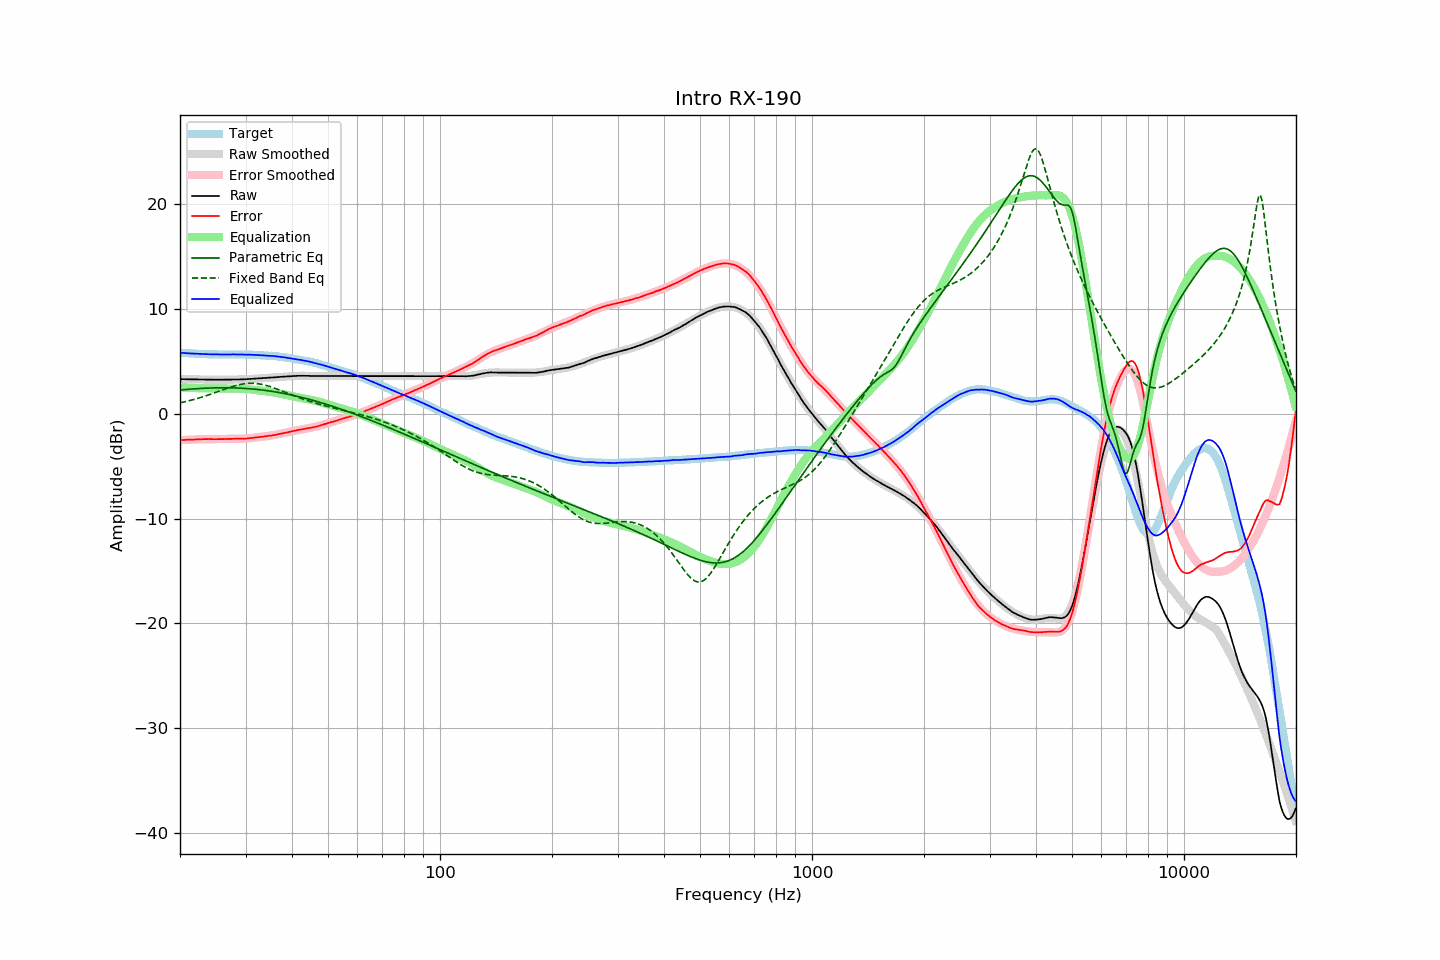 Intro RX-190
Target
Raw Smoothed
Error Smoothed
Raw
Error
Equalization
Parametric Eq
Fixed Band Eq
Equalized
Amplitude (dBr)
20
10
0
−10
−20
−30
−40
100 1000 10000
Frequency (Hz)